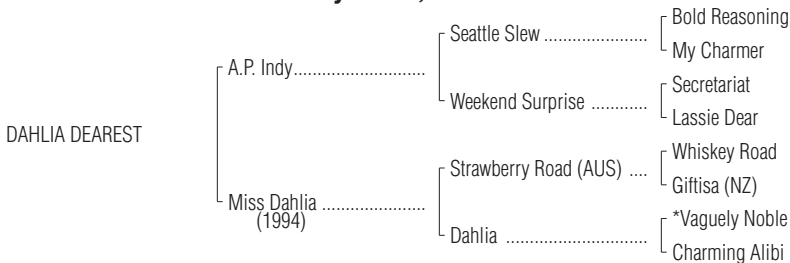 Bold Reasoning
Seattle Slew ......................
My Charmer
A.P. Indy............................
Secretariat
Weekend Surprise ............
Lassie Dear
DAHLIA DEAREST
Whiskey Road
Strawberry Road (AUS) ....
Giftisa (NZ)
Miss Dahlia ......................
(1994)
*Vaguely Noble
Dahlia ..............................
Charming Alibi